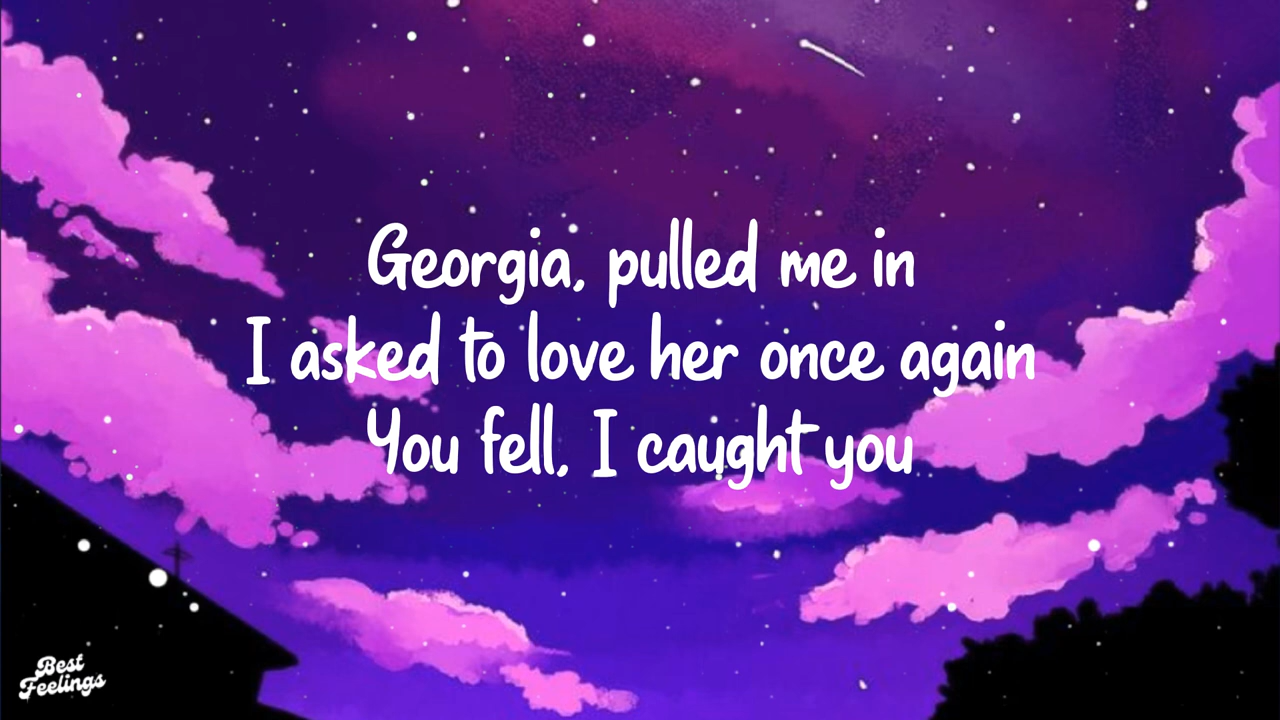 Georgia, pulled me in
I asked to love her once again
You fell, I caught you
Best
Feelings